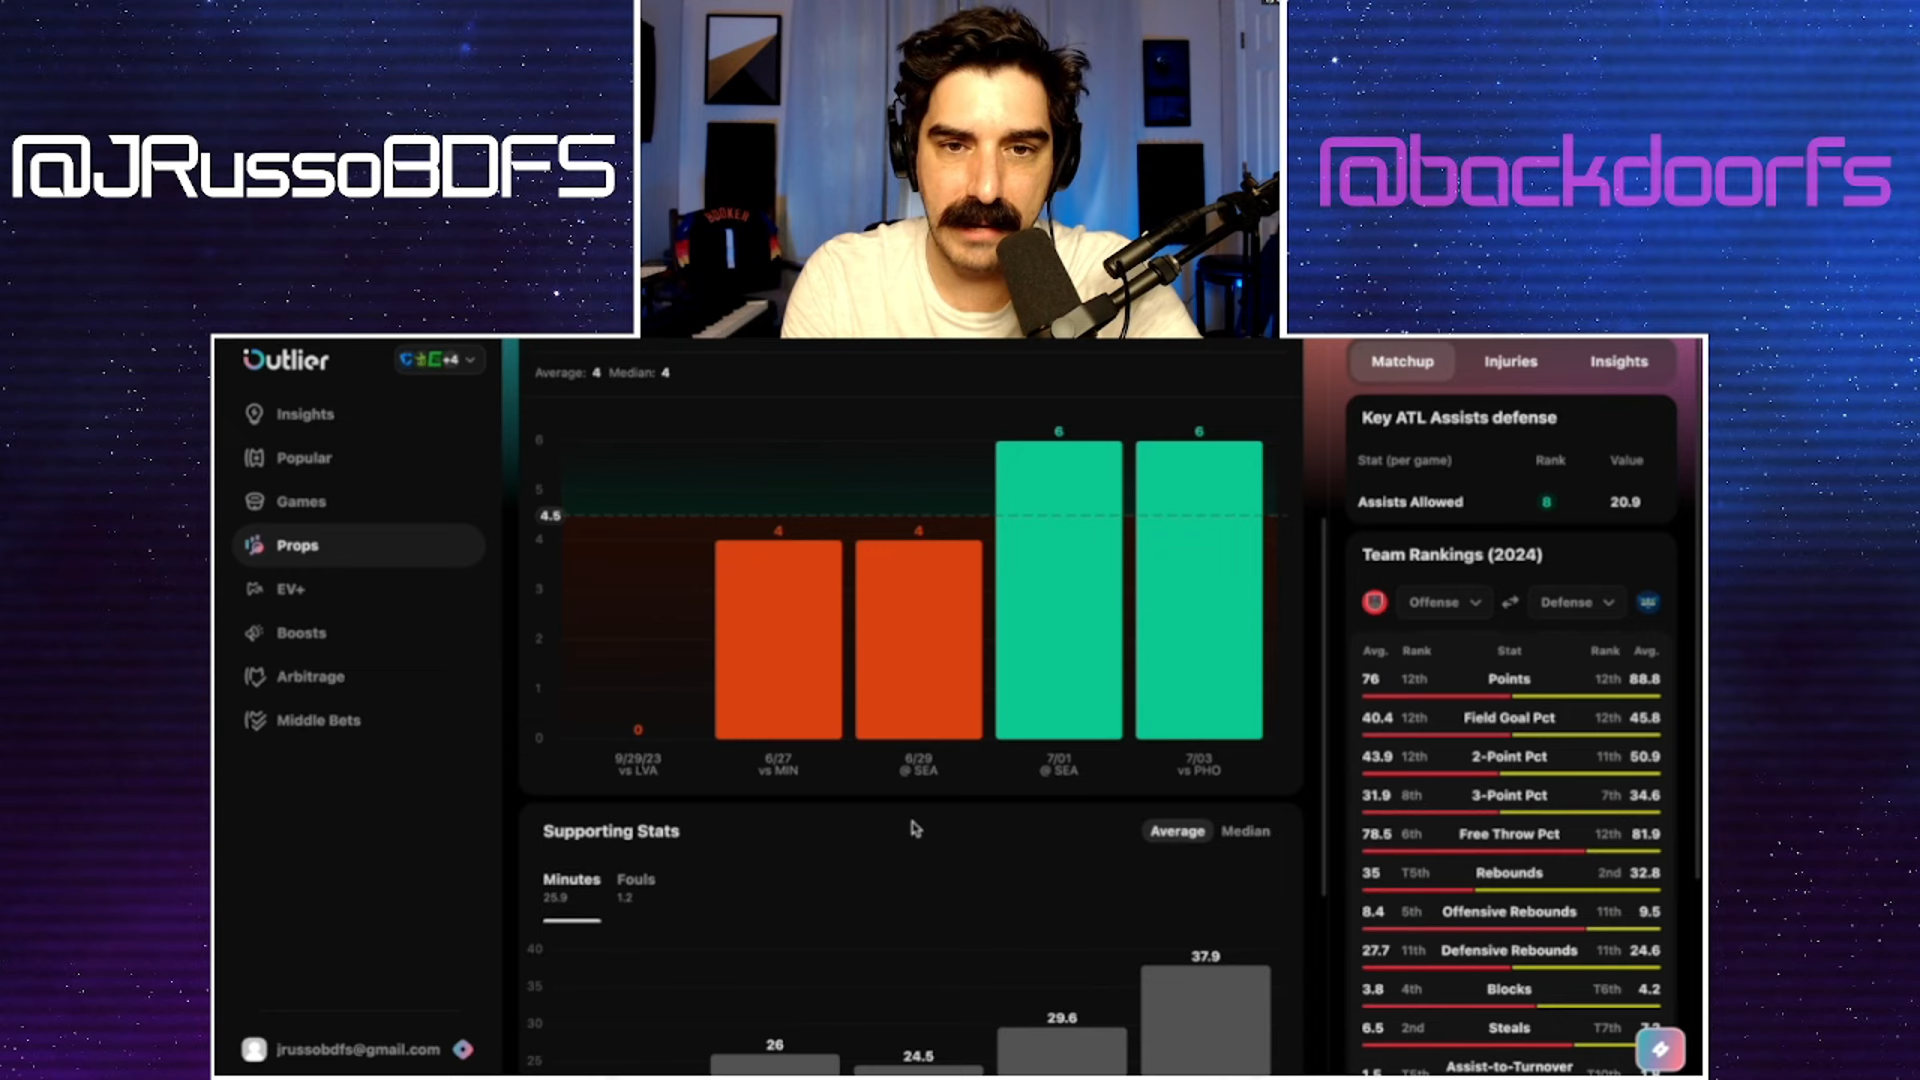 @JRussoBDFS
@backdoorfs
BOOKER
1
Outlier
+4
Insights
Popular
Games
Props
EV+
Boosts
Arbitrage
Middle Bets
jrussobdfs@gmail.com
Average: 4 Median: 4
6
5
4.5
4
3
2
1
0
0
4
4
6
6
9/29/23
vs LVA
6/27
vs MIN
6/29
@ SEA
7/01
@ SEA
7/03
vs PHO
Supporting Stats
Average Median
Minutes Fouls
25.9 1.2
40
35
30
25
26
24.5
29.6
37.9
Matchup Injuries Insights
Key ATL Assists defense
Stat (per game) Rank Value
Assists Allowed 8 20.9
Team Rankings (2024)
Offense Defense
Avg. Rank Stat Rank Avg.
76 12th Points 12th 88.8
40.4 12th Field Goal Pct 12th 45.8
43.9 12th 2-Point Pct 11th 50.9
31.9 8th 3-Point Pct 7th 34.6
78.5 6th Free Throw Pct 12th 81.9
35 T5th Rebounds 2nd 32.8
8.4 5th Offensive Rebounds 11th 9.5
27.7 11th Defensive Rebounds 11th 24.6
3.8 4th Blocks T6th 4.2
6.5 2nd Steals T7th
Assist-to-Turnover